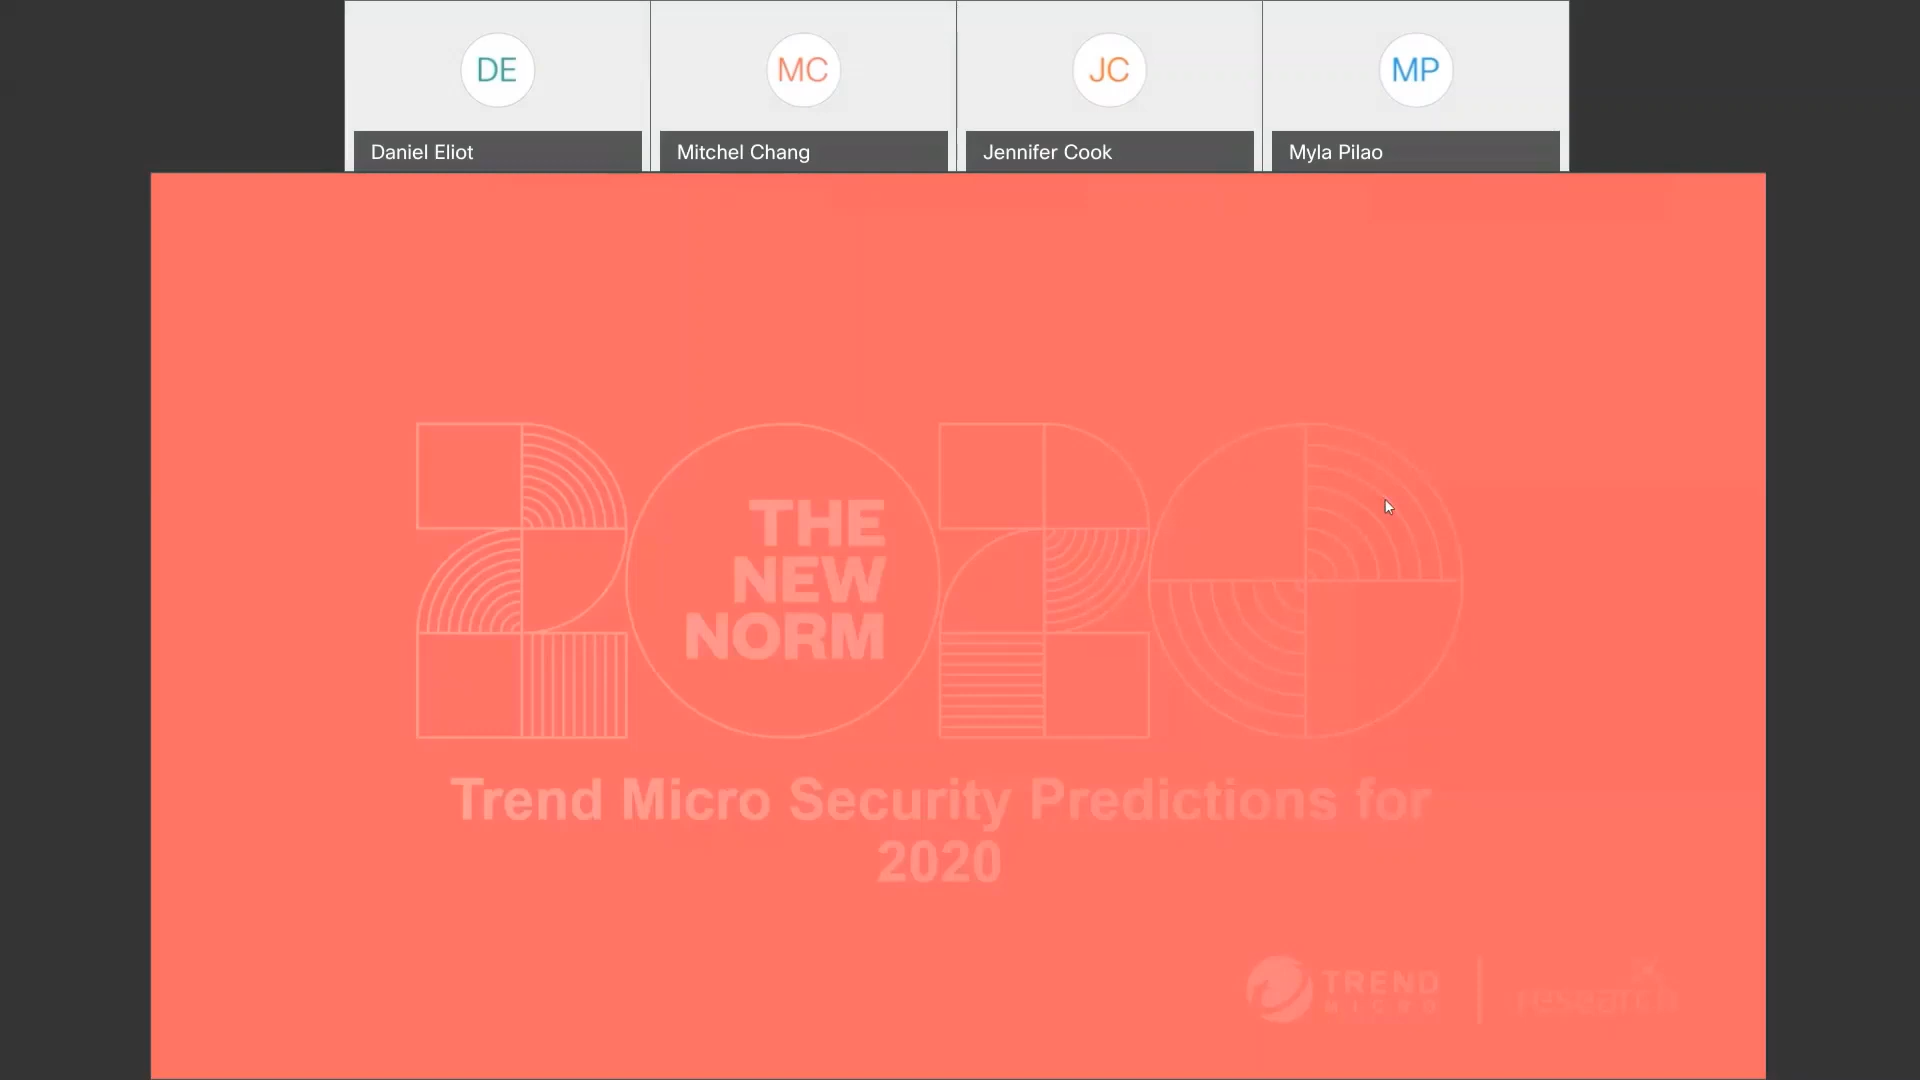 DE
MC
JC
MP
Daniel Eliot
Mitchel Chang
Jennifer Cook
Myla Pilao
THE
NEW
NORM
Trend Micro Security Predictions for
2020
TREND
MICRO
research